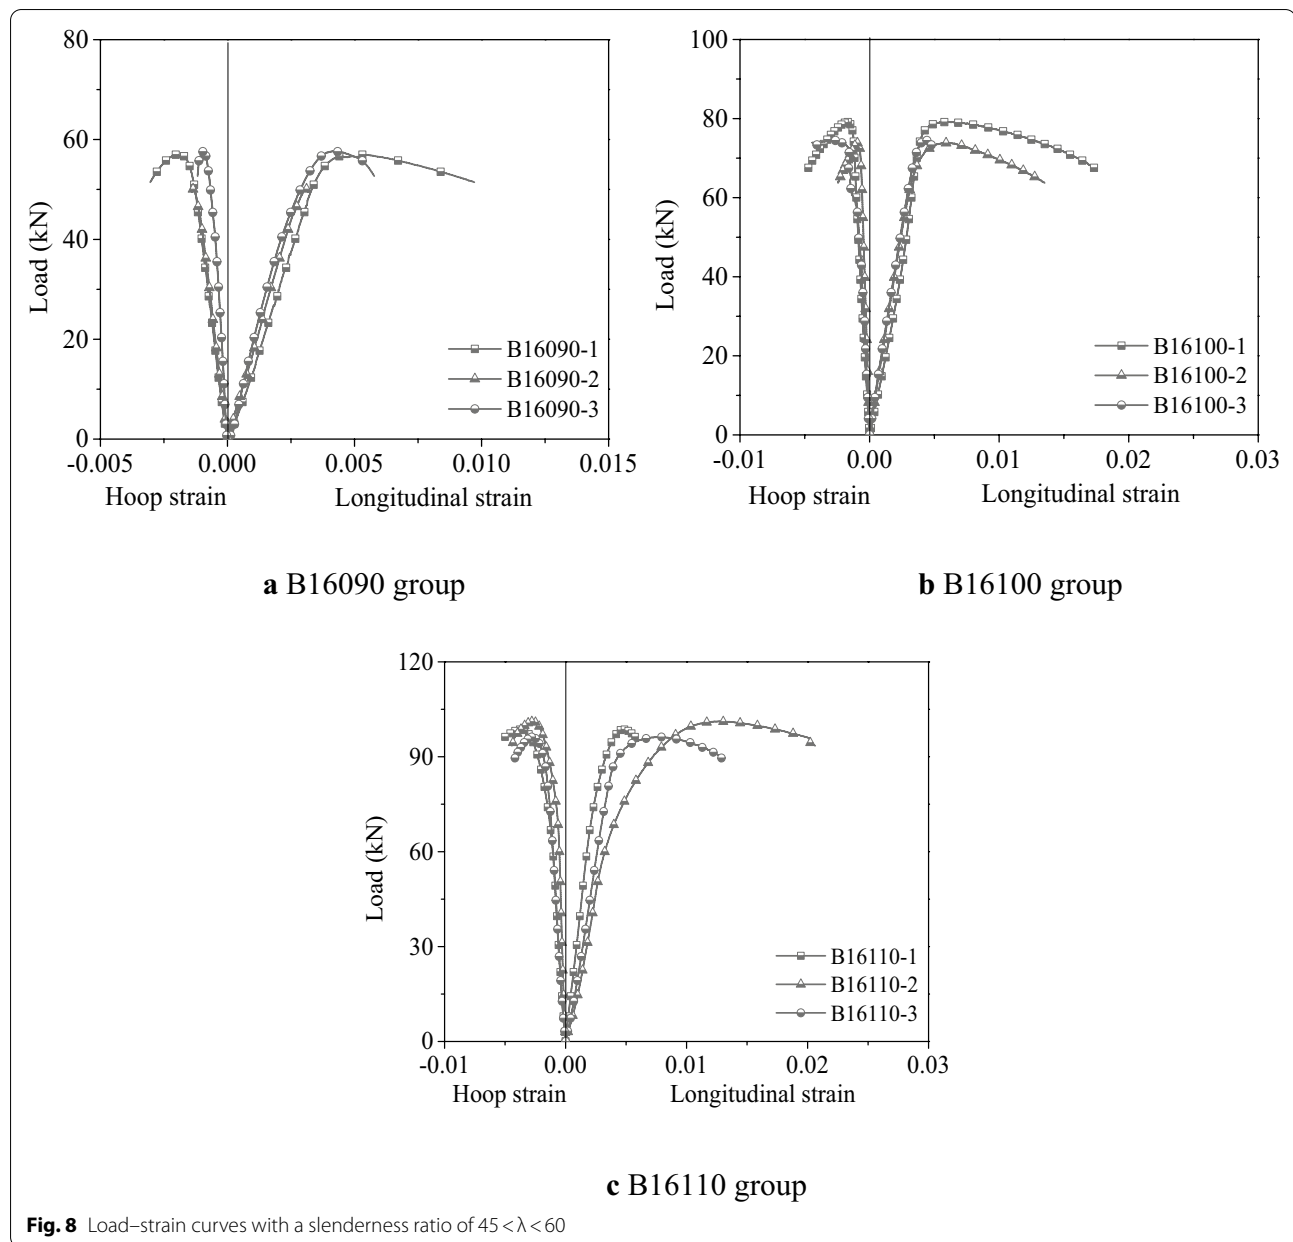 80
60
40
20
0
Load (kN)
B16090-1
B16090-2
B16090-3
-0.005 0.000 0.005 0.010 0.015
Hoop strain Longitudinal strain
a B16090 group
100
80
60
40
20
0
Load (kN)
B16100-1
B16100-2
B16100-3
-0.01 0.00 0.01 0.02 0.03
Hoop strain Longitudinal strain
b B16100 group
120
90
60
30
0
Load (kN)
B16110-1
B16110-2
B16110-3
-0.01 0.00 0.01 0.02 0.03
Hoop strain Longitudinal strain
c B16110 group
Fig. 8 Load–strain curves with a slenderness ratio of 45 < λ < 60